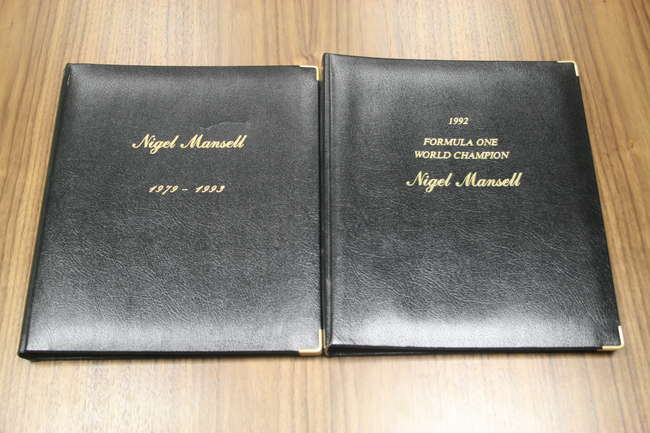 Nigel Mansell
1979 - 1993
1992
FORMULA ONE
WORLD CHAMPION
Nigel Mansell